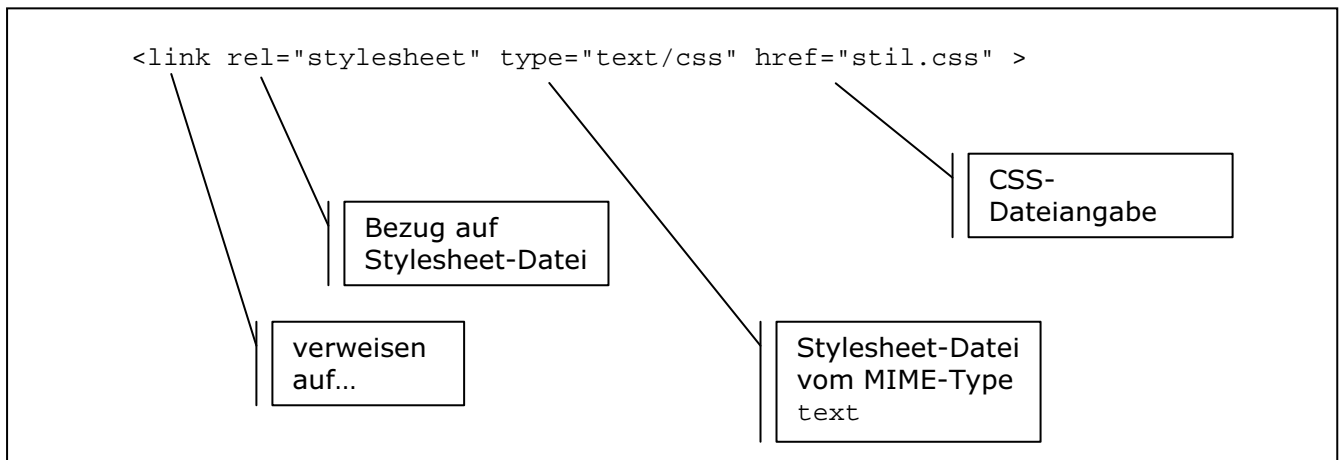 <link rel="stylesheet" type="text/css" href="stil.css" >
CSS-
Dateiangabe
Bezug auf
Stylesheet-Datei
verweisen
auf…
Stylesheet-Datei
vom MIME-Type
text